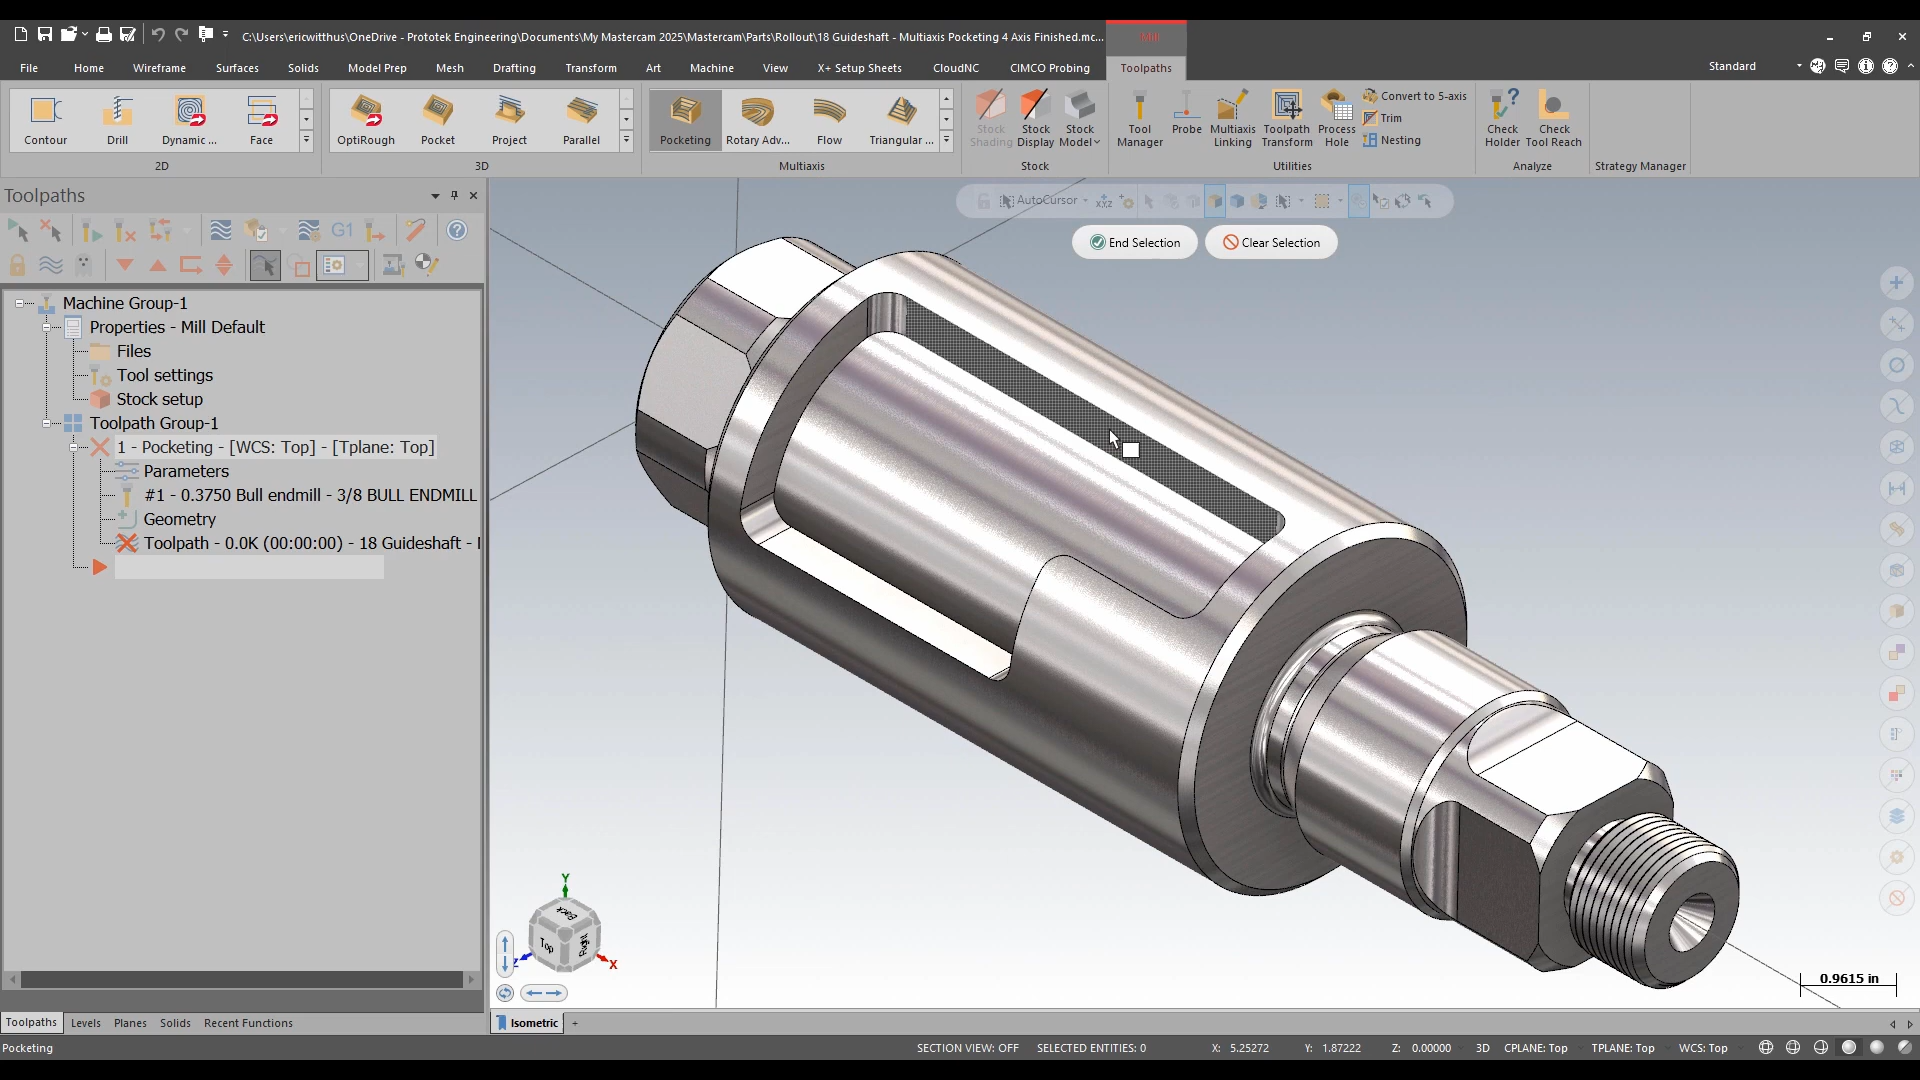 C:\Users\ericwitthus\OneDrive - Prototek Engineering\Documents\My Mastercam 2025\Mastercam\Parts\Rollout\18 Guideshaft - Multiaxis Pocketing 4 Axis Finished.mc...
Mill
File Home Wireframe Surfaces Solids Model Prep Mesh Drafting Transform Art Machine View X+ Setup Sheets CloudNC CIMCO Probing Toolpaths Standard
Contour Drill Dynamic ... Face
OptiRough Pocket Project Parallel
Pocketing Rotary Adv... Flow Triangular ...
Stock Shading Stock Display Stock Model
Tool Manager Probe Multiaxis Linking Toolpath Transform Process Hole
Convert to 5-axis
Trim
Nesting
Check Holder Check Tool Reach
2D 3D Multiaxis Stock Utilities Analyze Strategy Manager
Toolpaths
AutoCursor
G1
End Selection Clear Selection
Machine Group-1
Properties - Mill Default
Files
Tool settings
Stock setup
Toolpath Group-1
1 - Pocketing - [WCS: Top] - [Tplane: Top]
Parameters
#1 - 0.3750 Bull endmill - 3/8 BULL ENDMILL
Geometry
Toolpath - 0.0K (00:00:00) - 18 Guideshaft -
Y
Back
Top Right
Z X
0.9615 in
Toolpaths Levels Planes Solids Recent Functions
Isometric +
Pocketing SECTION VIEW: OFF SELECTED ENTITIES: 0 X: 5.25272 Y: 1.87222 Z: 0.00000 3D CPLANE: Top TPLANE: Top WCS: Top